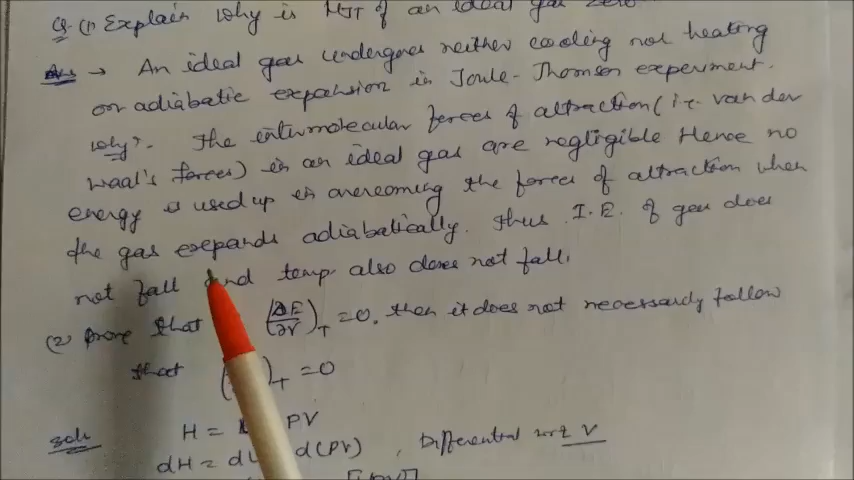 Q. (1) Explain why is μJT of an ideal gas zero
Ans → An ideal gas undergoes neither cooling not heating
on adiabatic expansion in Joule-Thomson experiment.
why?. The intermolecular forces of attraction (i.e. van der
waal's forces) in an ideal gas are negligible Hence no
energy is used up in overcoming the forces of attraction when
the gas expands adiabatically. Thus I.E. of gas does
not fall and temp. also does not fall.
(2) Prove that (∂E/∂V)T = 0, then it does not necessarily follow
that ( )T = 0
Soln H = PV
dH = d d(PV), Differential w.r.t V